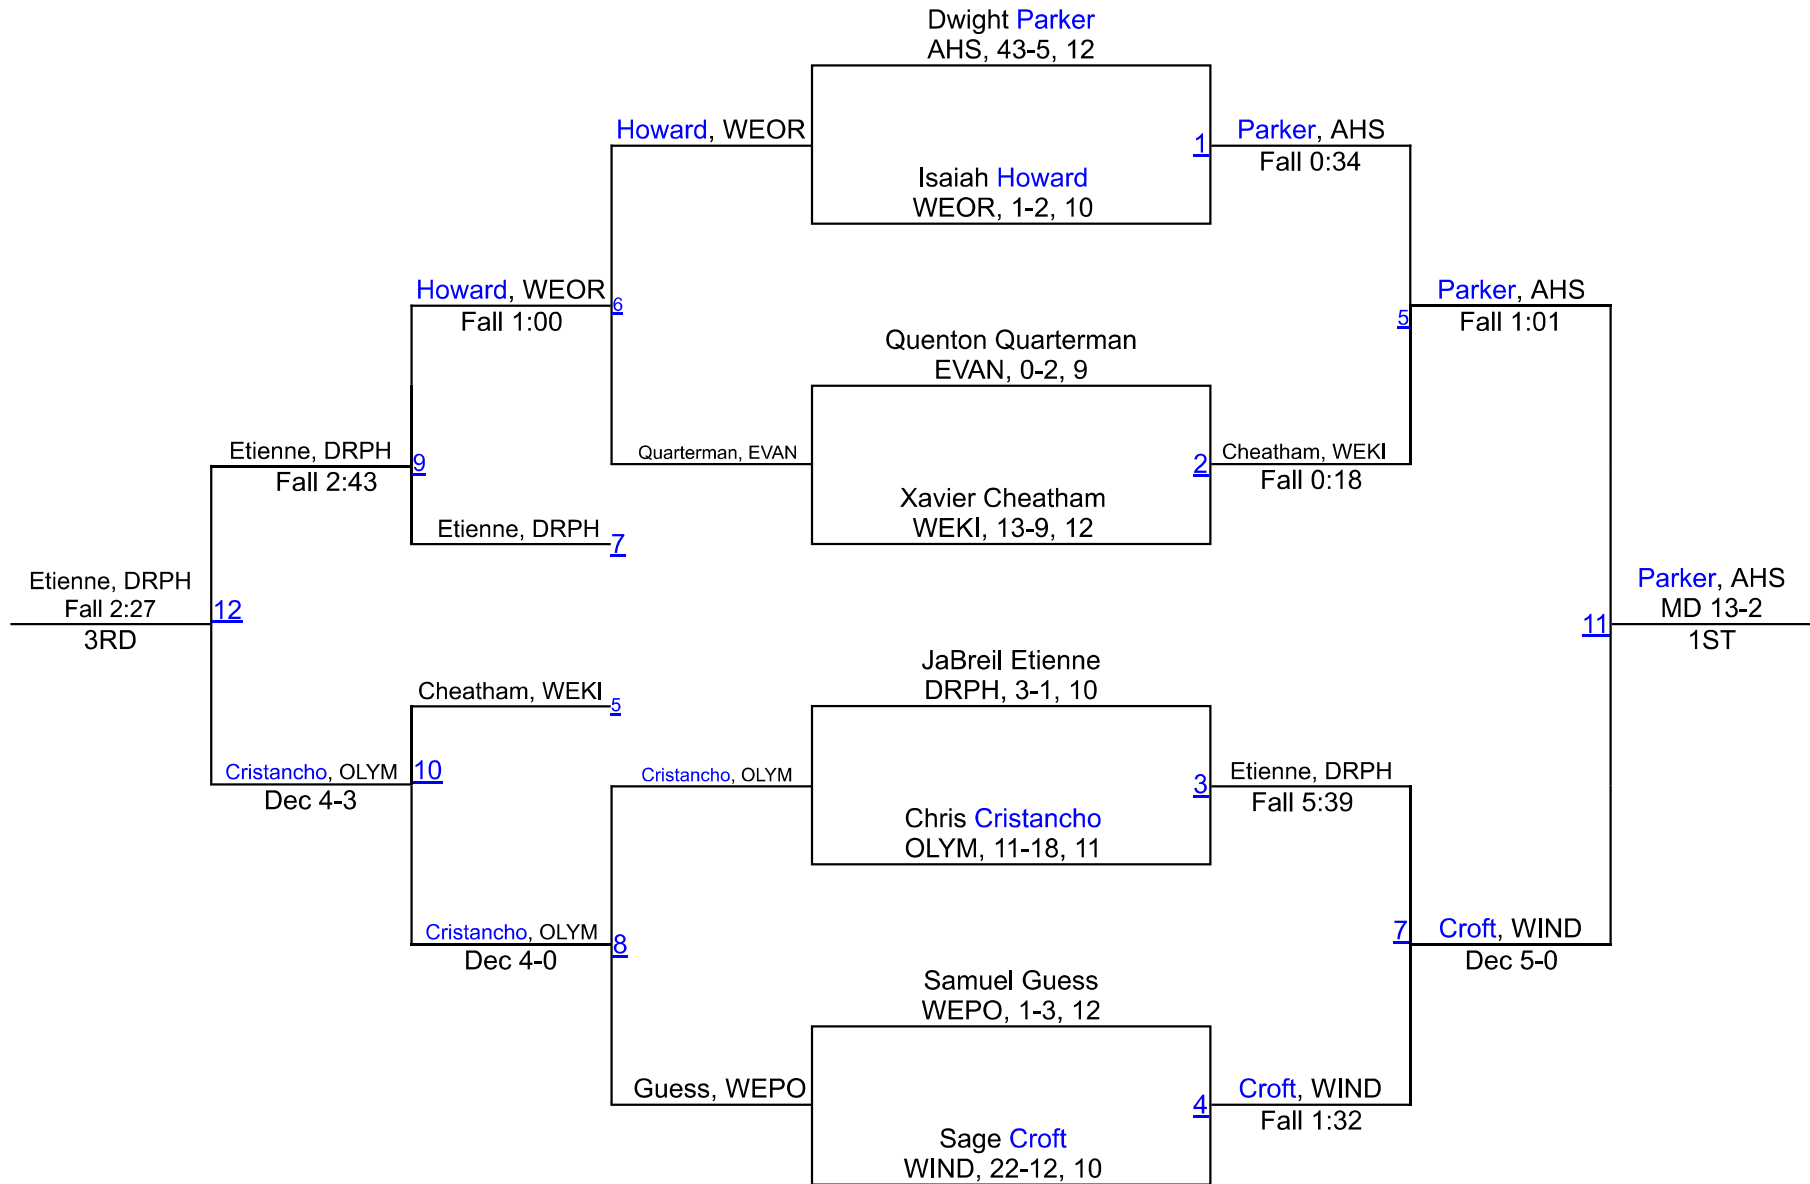 Dwight Parker
AHS, 43-5, 12
Howard, WEOR
1
Parker, AHS
Fall 0:34
Isaiah Howard
WEOR, 1-2, 10
Howard, WEOR
Fall 1:00
6
Parker, AHS
Fall 1:01
5
Quenton Quarterman
EVAN, 0-2, 9
Etienne, DRPH
Fall 2:43
9
Quarterman, EVAN
2
Cheatham, WEKI
Fall 0:18
Xavier Cheatham
WEKI, 13-9, 12
Etienne, DRPH
7
Etienne, DRPH
Fall 2:27
3RD
12
Parker, AHS
MD 13-2
1ST
11
JaBreil Etienne
DRPH, 3-1, 10
Cheatham, WEKI
5
Cristancho, OLYM
Dec 4-3
10
Cristancho, OLYM
3
Etienne, DRPH
Fall 5:39
Chris Cristancho
OLYM, 11-18, 11
Cristancho, OLYM
Dec 4-0
8
7
Croft, WIND
Dec 5-0
Samuel Guess
WEPO, 1-3, 12
Guess, WEPO
4
Croft, WIND
Fall 1:32
Sage Croft
WIND, 22-12, 10